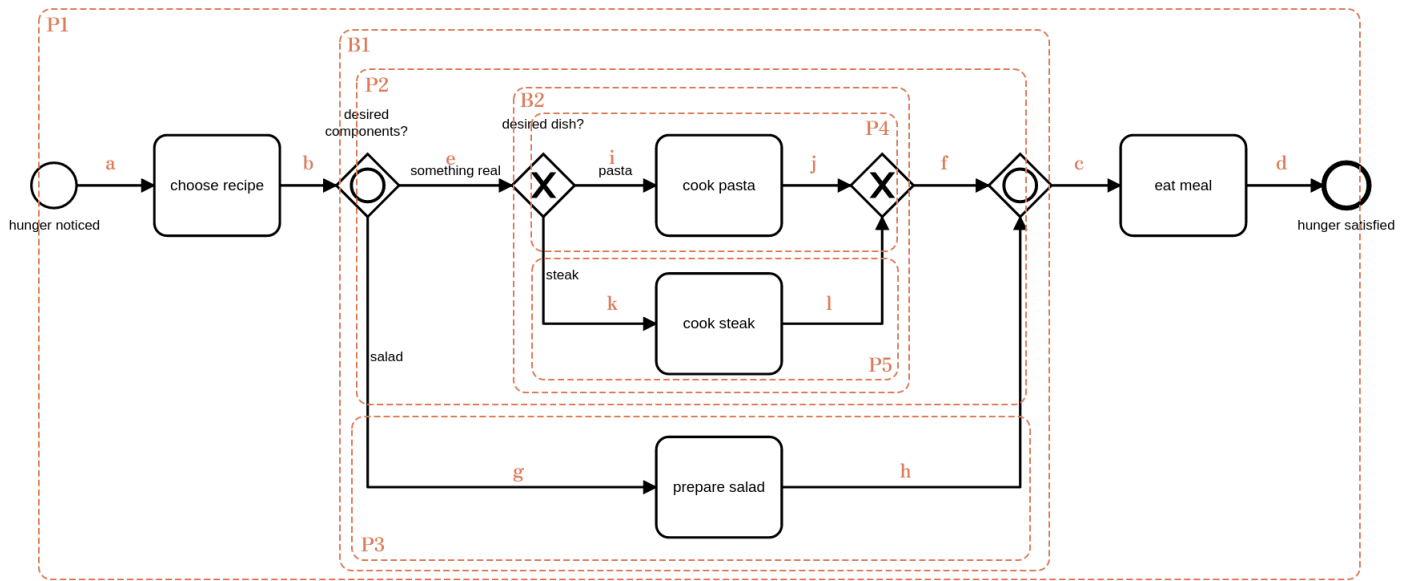 P1
B1
P2
desired
components?
B2
desired dish?
P4
a
b
e
i
j
f
c
d
something real
pasta
choose recipe
cook pasta
eat meal
hunger noticed
hunger satisfied
X
X
steak
k
l
cook steak
salad
P5
g
h
prepare salad
P3